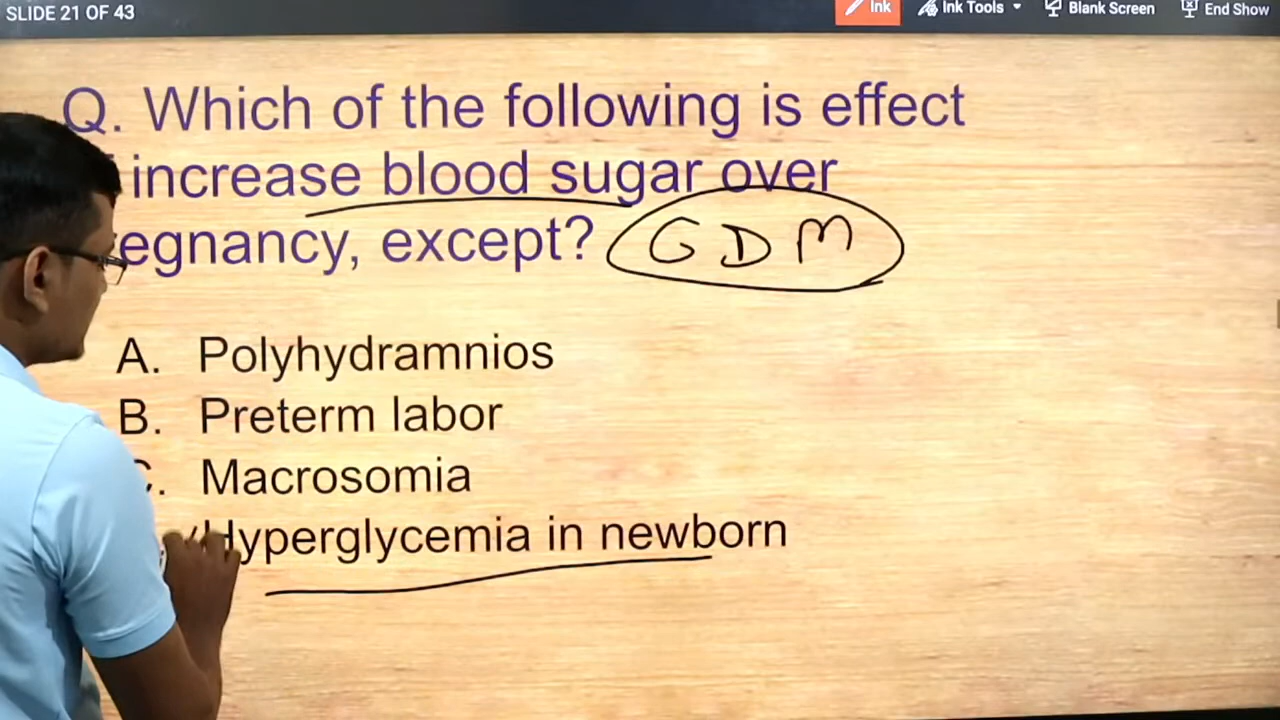 SLIDE 21 OF 43
Ink Ink Tools Blank Screen End Show
Q. Which of the following is effect
increase blood sugar over
egnancy, except? GDM
A. Polyhydramnios
B. Preterm labor
C. Macrosomia
Hyperglycemia in newborn